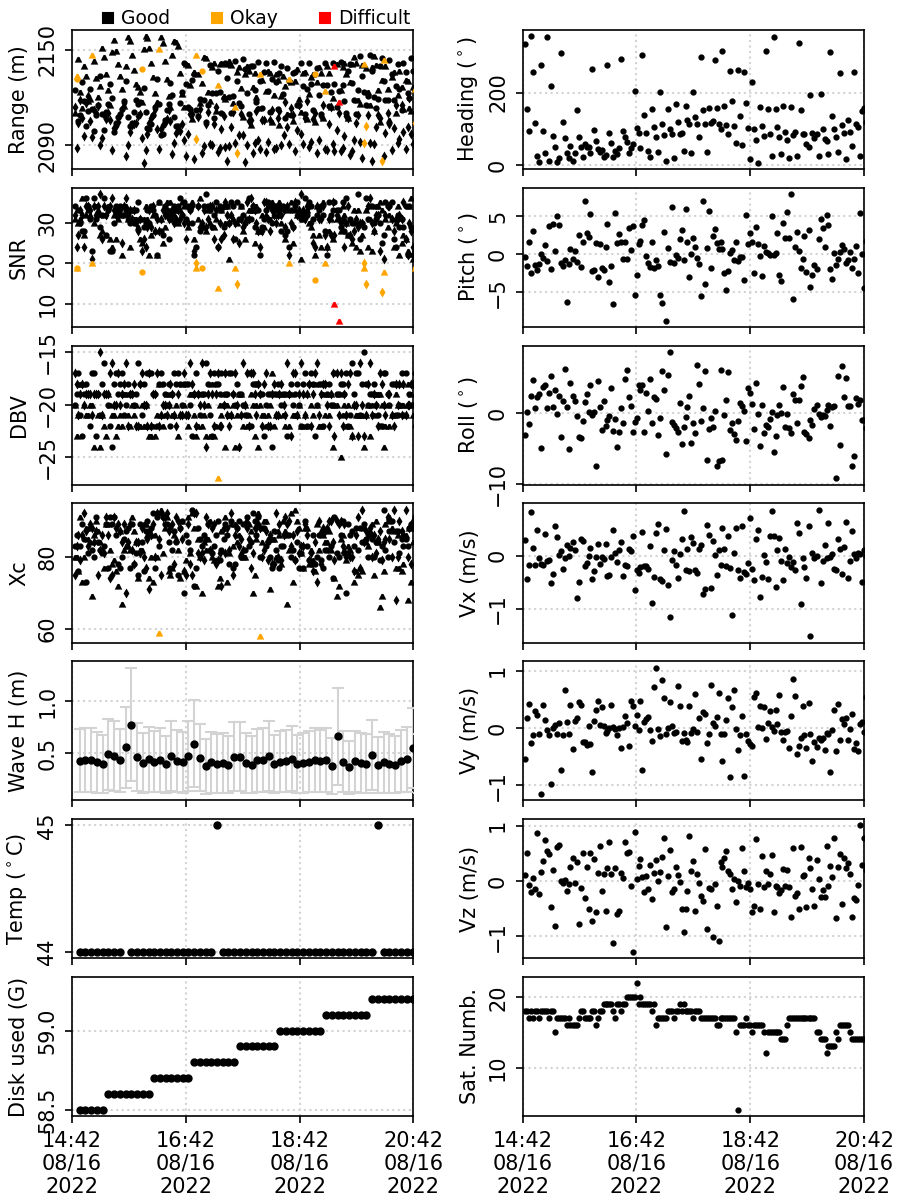 Good Okay Difficult
Range (m)
2150
2090
Heading (°)
200
0
SNR
30
20
10
Pitch (°)
5
0
−5
DBV
−15
−20
−25
Roll (°)
0
−10
Xc
80
60
Vx (m/s)
0
−1
Wave H (m)
1.0
0.5
Vy (m/s)
1
0
−1
Temp (°C)
45
44
Vz (m/s)
1
0
−1
Disk used (G)
59.0
58.5
Sat. Numb.
20
10
14:42 16:42 18:42 20:42
08/16 08/16 08/16 08/16
2022 2022 2022 2022
14:42 16:42 18:42 20:42
08/16 08/16 08/16 08/16
2022 2022 2022 2022